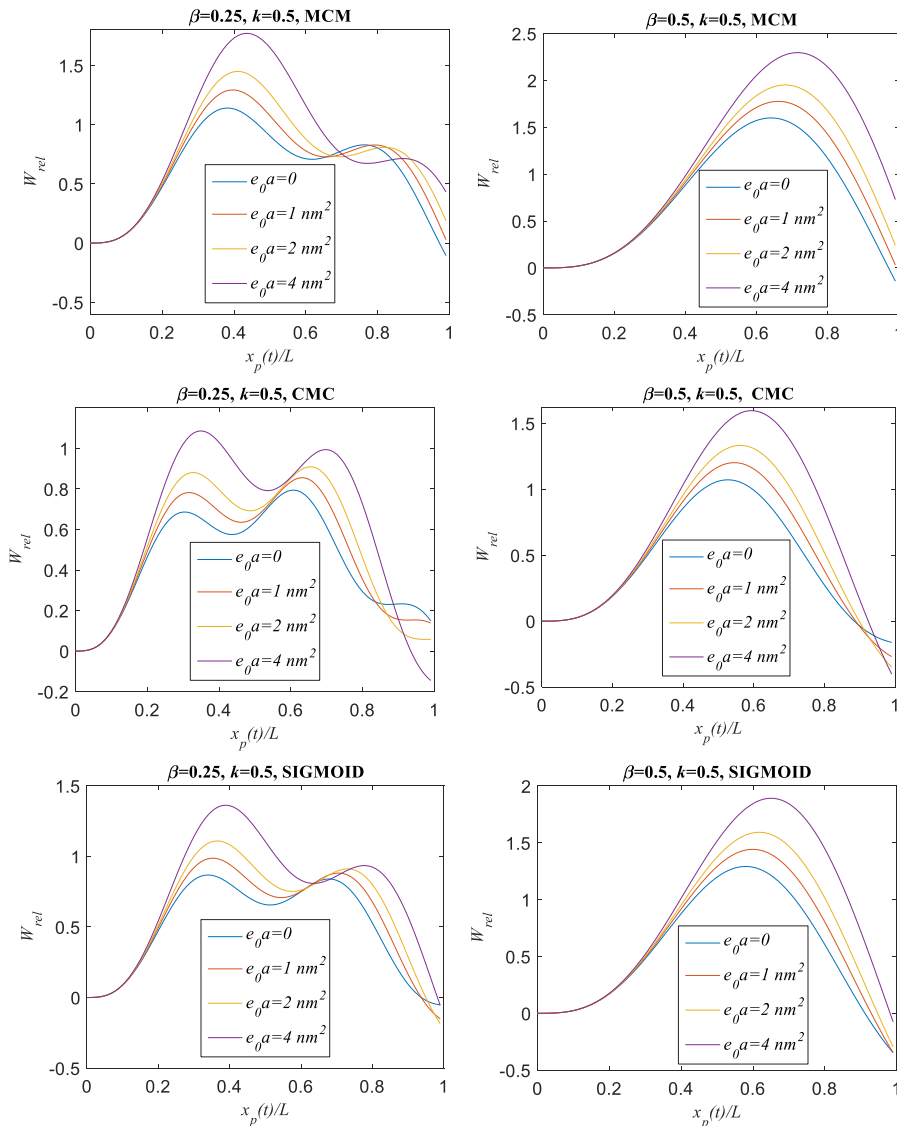 β=0.25, k=0.5, MCM
1.5
1
0.5
0
-0.5
W_rel
e_0a=0
e_0a=1 nm^2
e_0a=2 nm^2
e_0a=4 nm^2
0 0.2 0.4 0.6 0.8 1
x_p(t)/L
β=0.5, k=0.5, MCM
2.5
2
1.5
1
0.5
0
-0.5
W_rel
e_0a=0
e_0a=1 nm^2
e_0a=2 nm^2
e_0a=4 nm^2
0 0.2 0.4 0.6 0.8 1
x_p(t)/L
β=0.25, k=0.5, CMC
1
0.8
0.6
0.4
0.2
0
-0.2
W_rel
e_0a=0
e_0a=1 nm^2
e_0a=2 nm^2
e_0a=4 nm^2
0 0.2 0.4 0.6 0.8 1
x_p(t)/L
β=0.5, k=0.5, CMC
1.5
1
0.5
0
-0.5
W_rel
e_0a=0
e_0a=1 nm^2
e_0a=2 nm^2
e_0a=4 nm^2
0 0.2 0.4 0.6 0.8 1
x_p(t)/L
β=0.25, k=0.5, SIGMOID
1.5
1
0.5
0
-0.5
W_rel
e_0a=0
e_0a=1 nm^2
e_0a=2 nm^2
e_0a=4 nm^2
0 0.2 0.4 0.6 0.8 1
x_p(t)/L
β=0.5, k=0.5, SIGMOID
2
1.5
1
0.5
0
-0.5
W_rel
e_0a=0
e_0a=1 nm^2
e_0a=2 nm^2
e_0a=4 nm^2
0 0.2 0.4 0.6 0.8 1
x_p(t)/L